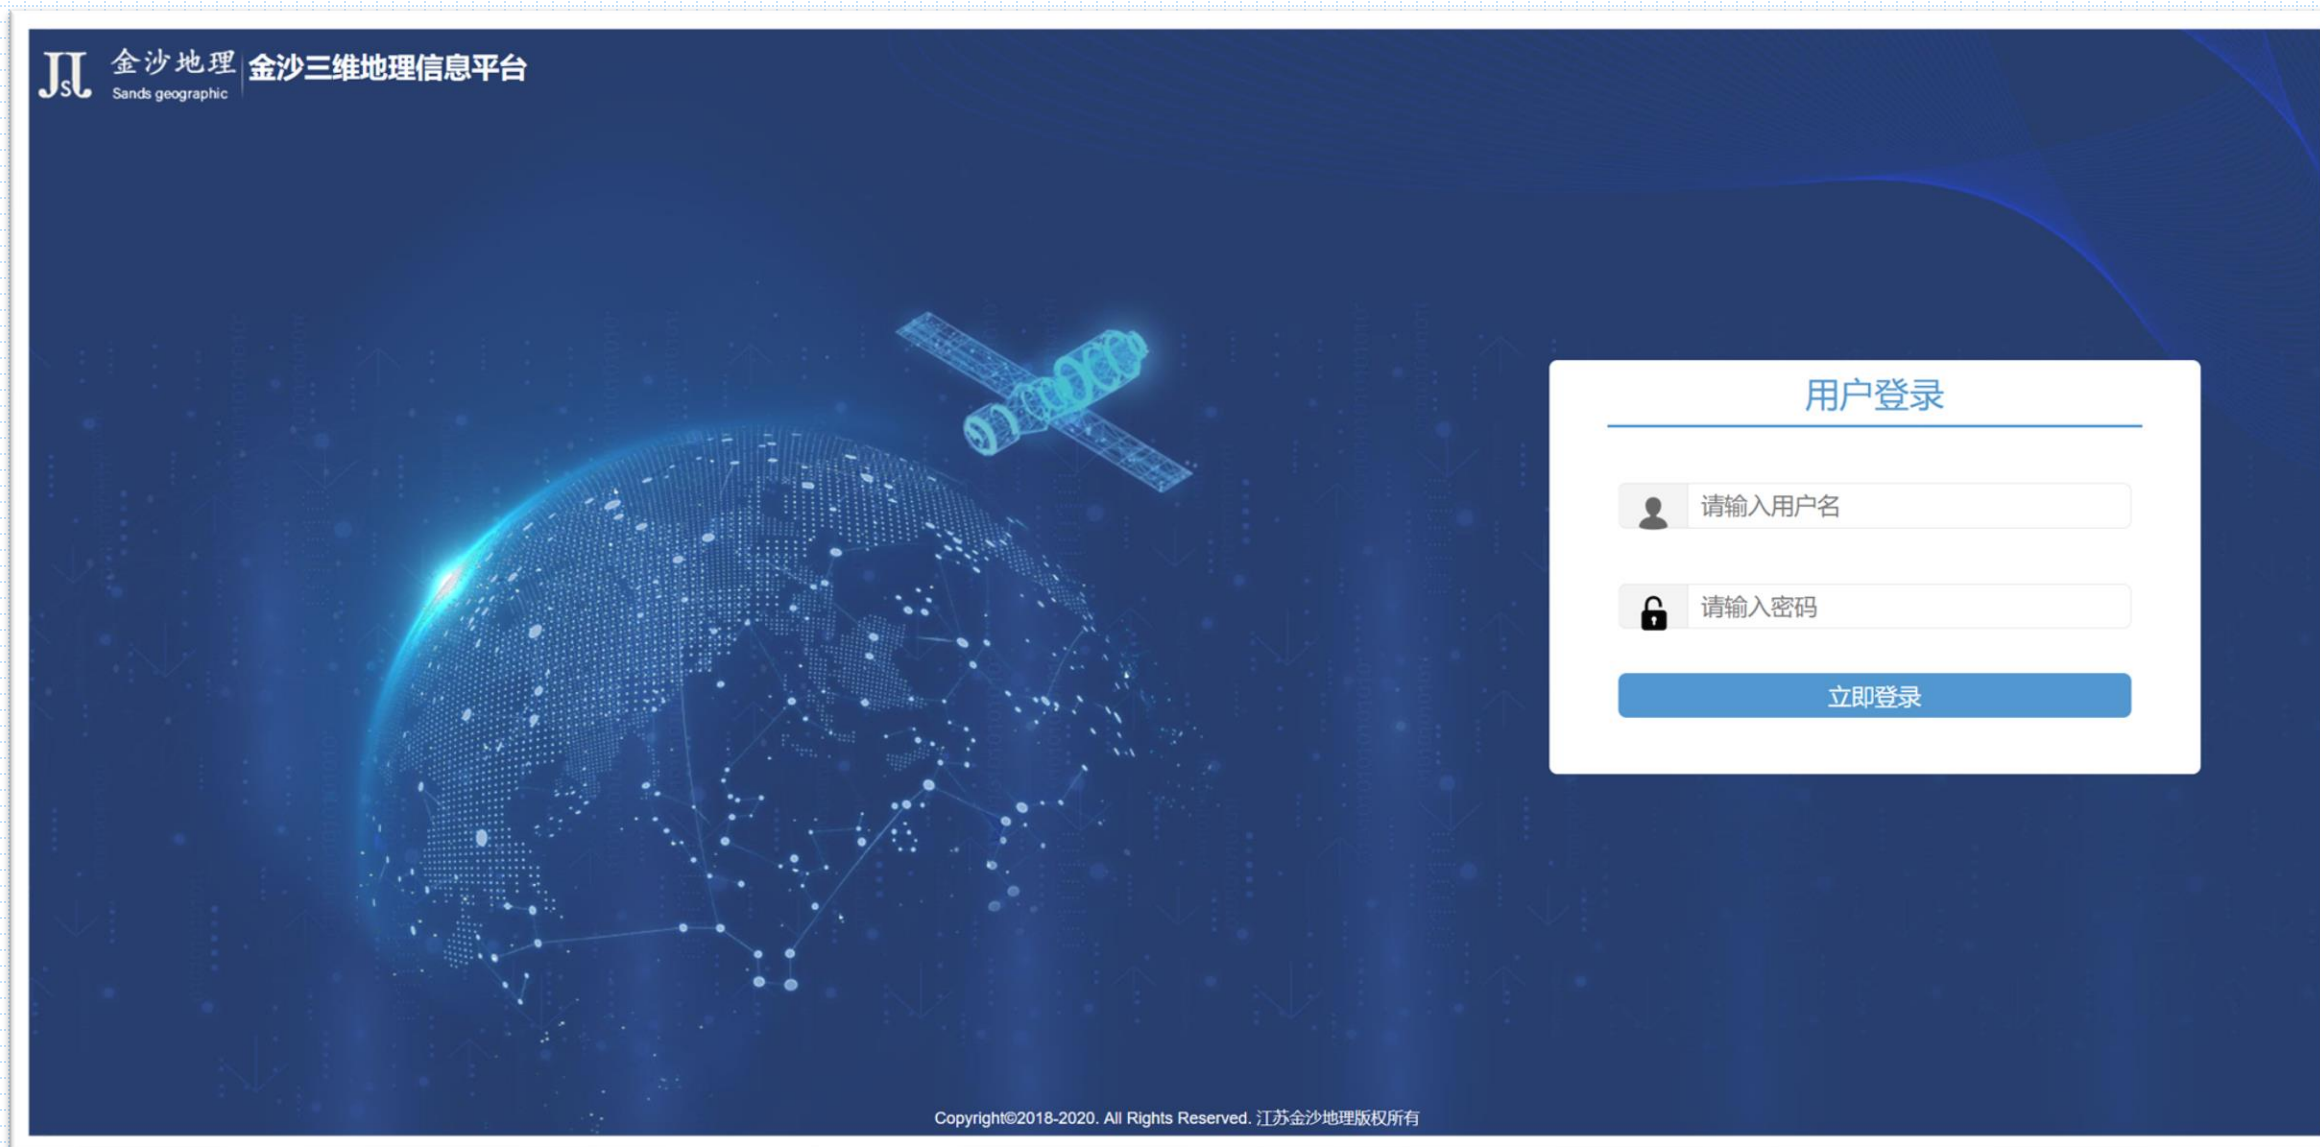 JSJ 金沙地理 金沙三维地理信息平台
Sands geographic
用户登录
请输入用户名
请输入密码
立即登录
Copyright©2018-2020. All Rights Reserved. 江苏金沙地理版权所有